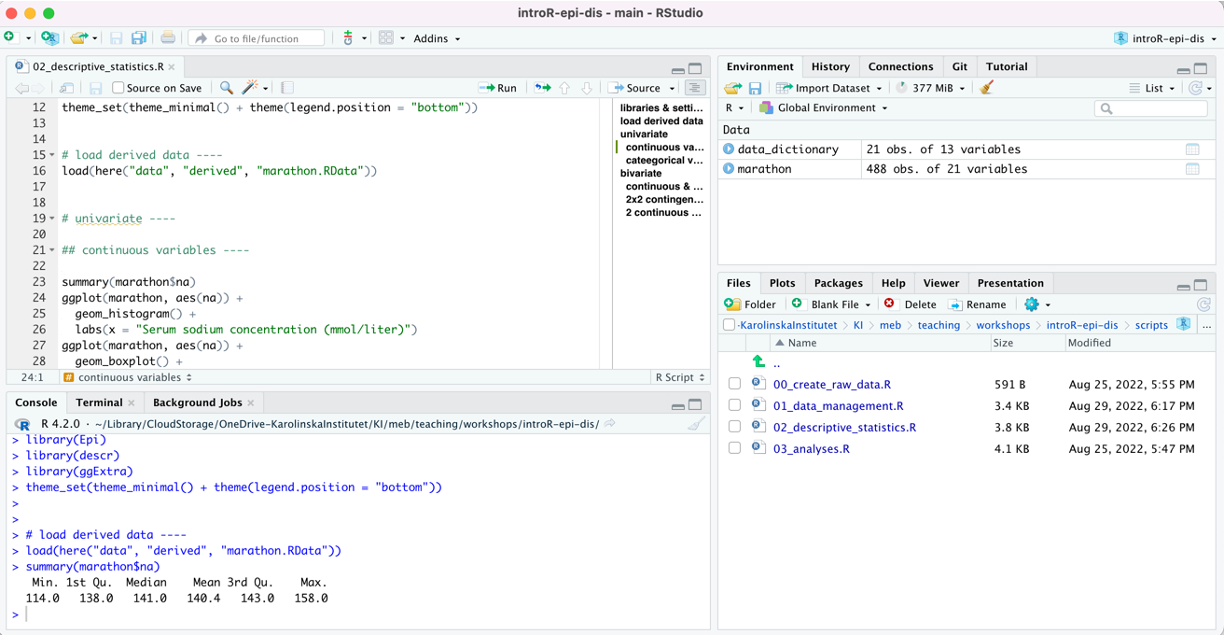 introR-epi-dis - main - RStudio
Go to file/function
Addins
introR-epi-dis
02_descriptive_statistics.R
Source on Save
Run
Source
12 theme_set(theme_minimal() + theme(legend.position = "bottom"))
13
14
15 # load derived data ----
16 load(here("data", "derived", "marathon.RData"))
17
18
19 # univariate ----
20
21 ## continuous variables ----
22
23 summary(marathon$na)
24 ggplot(marathon, aes(na)) +
25 geom_histogram() +
26 labs(x = "Serum sodium concentration (mmol/liter)")
27 ggplot(marathon, aes(na)) +
28 geom_boxplot() +
libraries & setti...
load derived data
univariate
continuous va...
cateegorical v...
bivariate
continuous & ...
2x2 contingen...
2 continuous ...
24:1 # continuous variables R Script
Console Terminal Background Jobs
R 4.2.0 · ~/Library/CloudStorage/OneDrive-KarolinskaInstitutet/KI/meb/teaching/workshops/introR-epi-dis/
> library(Epi)
> library(descr)
> library(ggExtra)
> theme_set(theme_minimal() + theme(legend.position = "bottom"))
>
>
> # load derived data ----
> load(here("data", "derived", "marathon.RData"))
> summary(marathon$na)
Min. 1st Qu. Median Mean 3rd Qu. Max.
114.0 138.0 141.0 140.4 143.0 158.0
>
Environment History Connections Git Tutorial
Import Dataset 377 MiB List
R Global Environment
Data
data_dictionary 21 obs. of 13 variables
marathon 488 obs. of 21 variables
Files Plots Packages Help Viewer Presentation
Folder Blank File Delete Rename
-KarolinskaInstitutet > KI > meb > teaching > workshops > introR-epi-dis > scripts R ...
Name Size Modified
..
00_create_raw_data.R 591 B Aug 25, 2022, 5:55 PM
01_data_management.R 3.4 KB Aug 29, 2022, 6:17 PM
02_descriptive_statistics.R 3.8 KB Aug 29, 2022, 6:26 PM
03_analyses.R 4.1 KB Aug 25, 2022, 5:47 PM